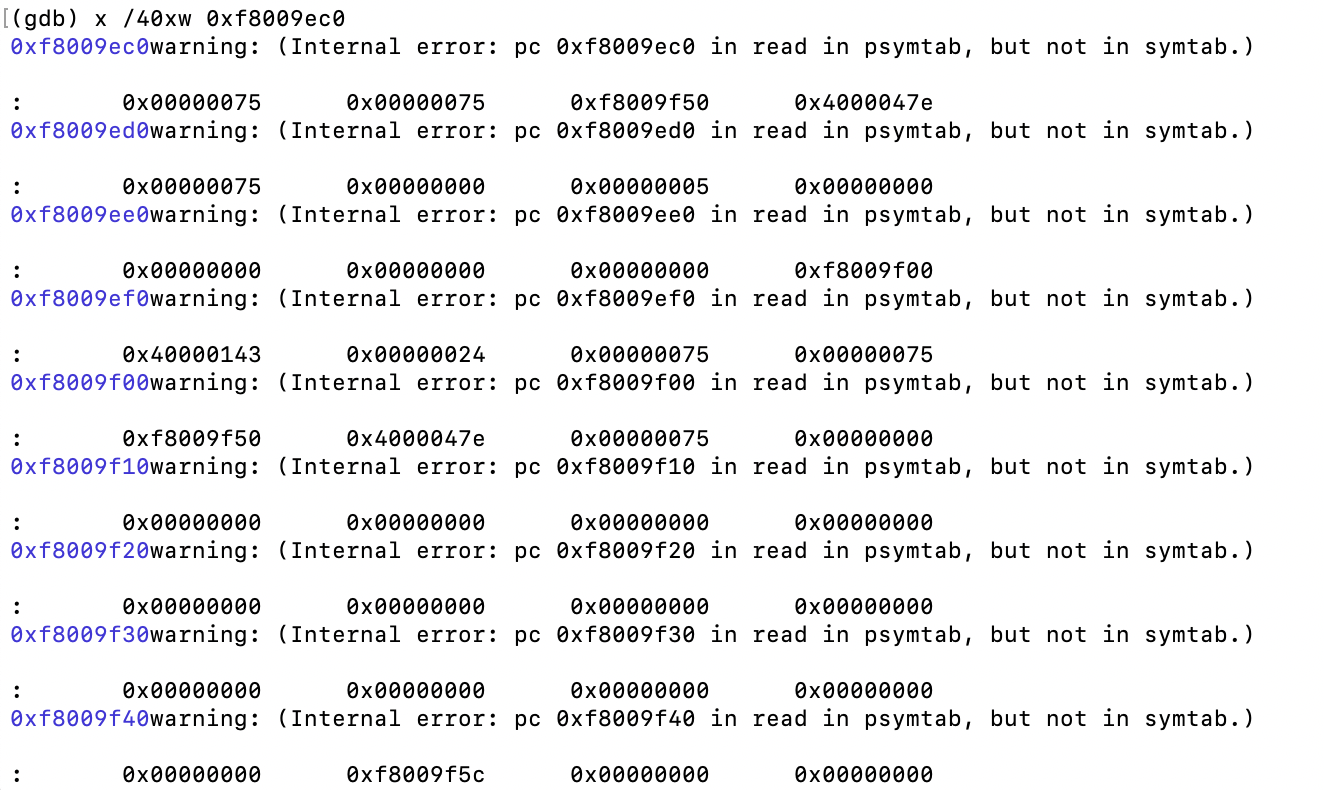 [(gdb) x /40xw 0xf8009ec0
0xf8009ec0warning: (Internal error: pc 0xf8009ec0 in read in psymtab, but not in symtab.)
: 0x00000075 0x00000075 0xf8009f50 0x4000047e
0xf8009ed0warning: (Internal error: pc 0xf8009ed0 in read in psymtab, but not in symtab.)
: 0x00000075 0x00000000 0x00000005 0x00000000
0xf8009ee0warning: (Internal error: pc 0xf8009ee0 in read in psymtab, but not in symtab.)
: 0x00000000 0x00000000 0x00000000 0xf8009f00
0xf8009ef0warning: (Internal error: pc 0xf8009ef0 in read in psymtab, but not in symtab.)
: 0x40000143 0x00000024 0x00000075 0x00000075
0xf8009f00warning: (Internal error: pc 0xf8009f00 in read in psymtab, but not in symtab.)
: 0xf8009f50 0x4000047e 0x00000075 0x00000000
0xf8009f10warning: (Internal error: pc 0xf8009f10 in read in psymtab, but not in symtab.)
: 0x00000000 0x00000000 0x00000000 0x00000000
0xf8009f20warning: (Internal error: pc 0xf8009f20 in read in psymtab, but not in symtab.)
: 0x00000000 0x00000000 0x00000000 0x00000000
0xf8009f30warning: (Internal error: pc 0xf8009f30 in read in psymtab, but not in symtab.)
: 0x00000000 0x00000000 0x00000000 0x00000000
0xf8009f40warning: (Internal error: pc 0xf8009f40 in read in psymtab, but not in symtab.)
: 0x00000000 0xf8009f5c 0x00000000 0x00000000